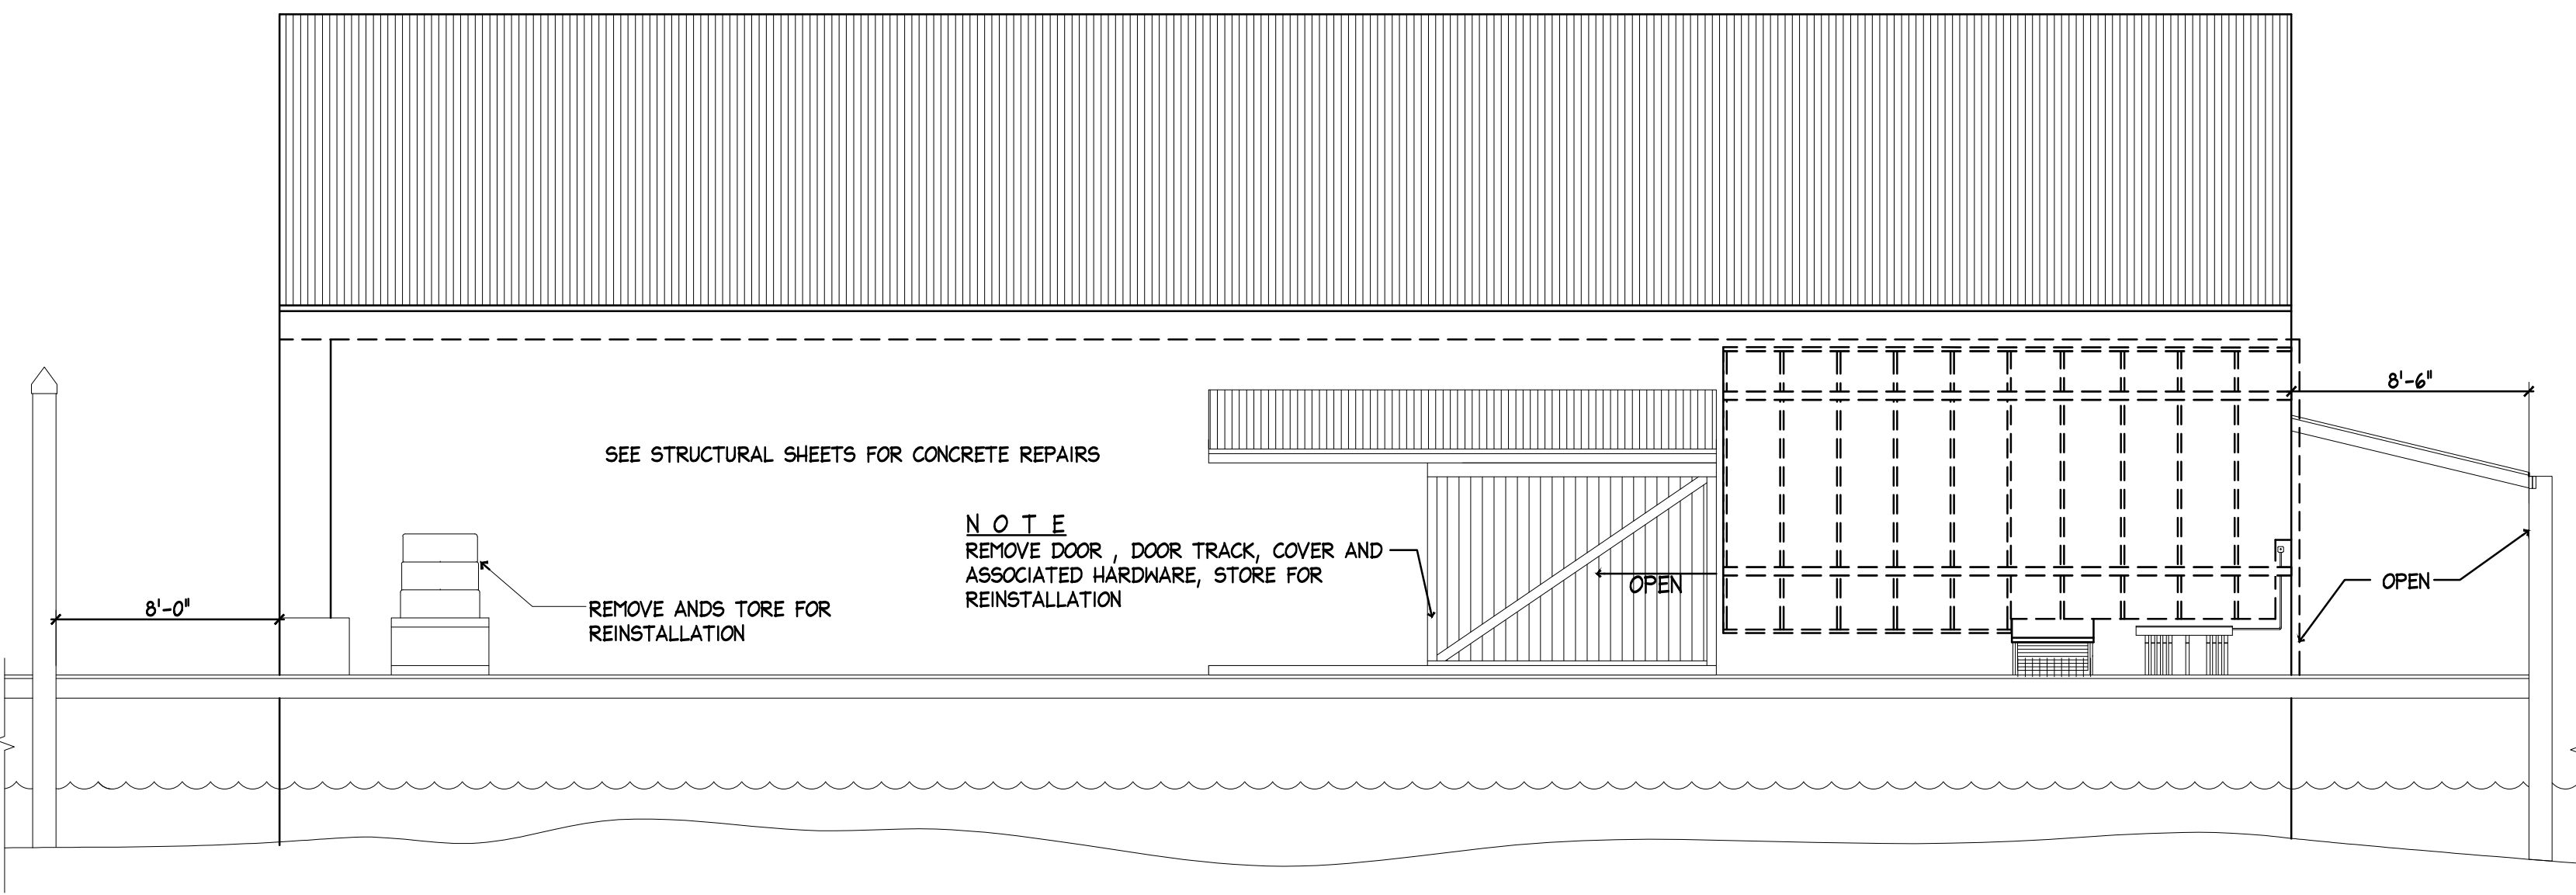 8'-6"
SEE STRUCTURAL SHEETS FOR CONCRETE REPAIRS
N O T E
REMOVE DOOR , DOOR TRACK, COVER AND
ASSOCIATED HARDWARE, STORE FOR
REINSTALLATION
OPEN
OPEN
8'-0"
REMOVE ANDS TORE FOR
REINSTALLATION